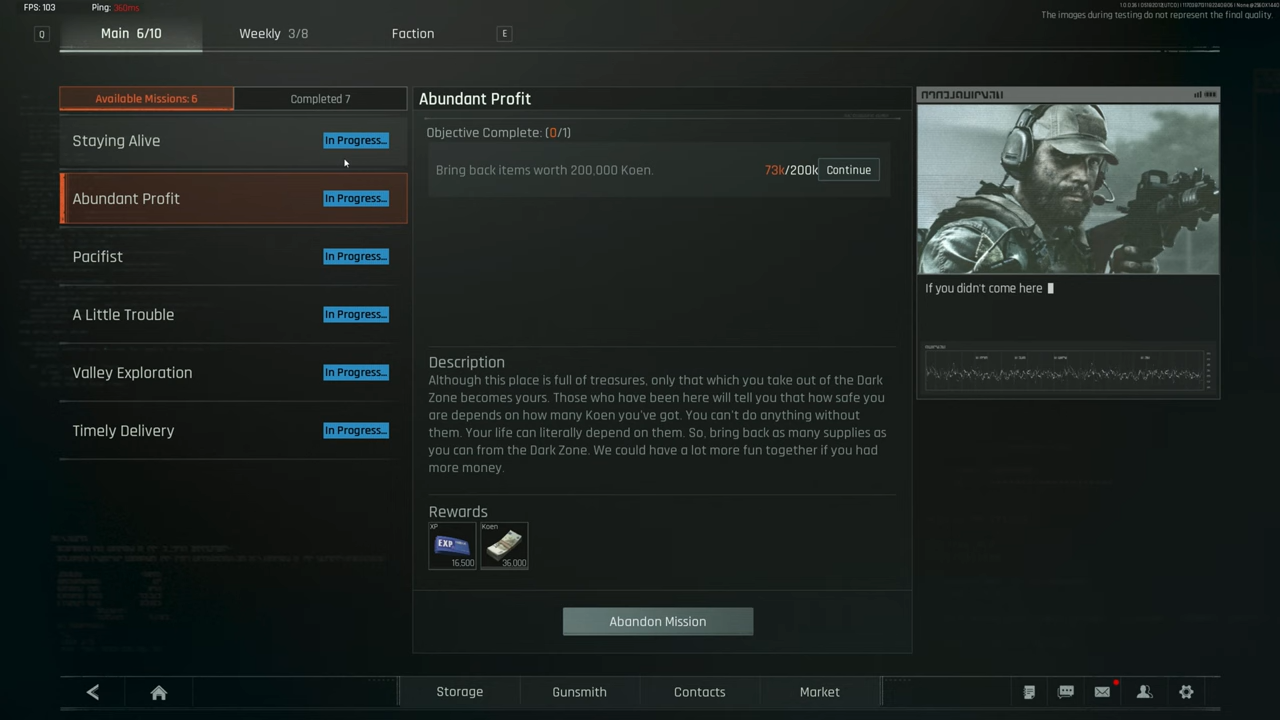 FPS: 103
Ping: 360ms
The images during testing do not represent the final quality.
Q
Main 6/10
Weekly 3/8
Faction
E
Available Missions: 6
Completed 7
Staying Alive
In Progress...
Abundant Profit
In Progress...
Pacifist
In Progress...
A Little Trouble
In Progress...
Valley Exploration
In Progress...
Timely Delivery
In Progress...
Abundant Profit
Objective Complete: (0/1)
Bring back items worth 200,000 Koen.
73k/200k
Continue
Description
Although this place is full of treasures, only that which you take out of the Dark
Zone becomes yours. Those who have been here will tell you that how safe you
are depends on how many Koen you've got. You can't do anything without
them. Your life can literally depend on them. So, bring back as many supplies as
you can from the Dark Zone. We could have a lot more fun together if you had
more money.
Rewards
XP
EXP
16,500
Koen
36,000
Abandon Mission
If you didn't come here
Storage
Gunsmith
Contacts
Market